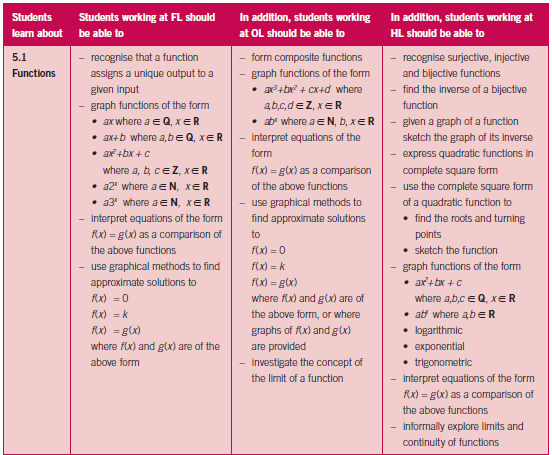 Students
learn about
Students working at FL should
be able to
In addition, students working
at OL should be able to
In addition, students working at
HL should be able to
5.1
Functions
– recognise that a function
assigns a unique output to a
given input
– graph functions of the form
• ax where a ∈ Q, x ∈ R
• ax+b where a,b ∈ Q, x ∈ R
• ax²+bx + c
where a, b, c ∈ Z, x ∈ R
• a2ˣ where a ∈ N, x ∈ R
• a3ˣ where a ∈ N, x ∈ R
– interpret equations of the form
f(x) = g(x) as a comparison of
the above functions
– use graphical methods to find
approximate solutions to
f(x) = 0
f(x) = k
f(x) = g(x)
where f(x) and g(x) are of the
above form
– form composite functions
– graph functions of the form
• ax³+bx² + cx+d where
a,b,c,d ∈ Z, x ∈ R
• abˣ where a ∈ N, b, x ∈ R
– interpret equations of the
form
f(x) = g(x) as a comparison
of the above functions
– use graphical methods to
find approximate solutions
to
f(x) = 0
f(x) = k
f(x) = g(x)
where f(x) and g(x) are of
the above form, or where
graphs of f(x) and g(x)
are provided
– investigate the concept of
the limit of a function
– recognise surjective, injective
and bijective functions
– find the inverse of a bijective
function
– given a graph of a function
sketch the graph of its inverse
– express quadratic functions in
complete square form
– use the complete square form
of a quadratic function to
• find the roots and turning
points
• sketch the function
– graph functions of the form
• ax²+bx + c
where a,b,c ∈ Q, x ∈ R
• abˣ where a,b ∈ R
• logarithmic
• exponential
• trigonometric
– interpret equations of the form
f(x) = g(x) as a comparison of
the above functions
– informally explore limits and
continuity of functions